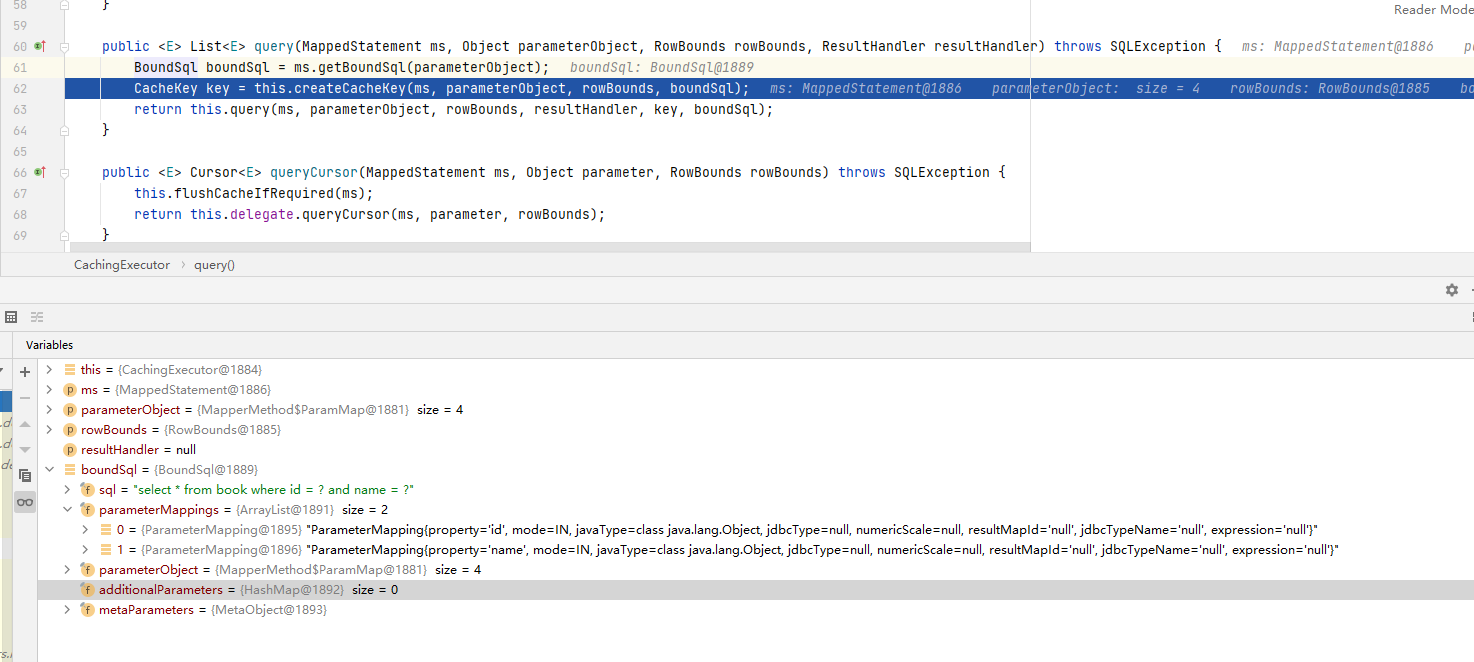 58 }
Reader Mode
59
60 public <E> List<E> query(MappedStatement ms, Object parameterObject, RowBounds rowBounds, ResultHandler resultHandler) throws SQLException { ms: MappedStatement@1886
61 BoundSql boundSql = ms.getBoundSql(parameterObject); boundSql: BoundSql@1889
62 CacheKey key = this.createCacheKey(ms, parameterObject, rowBounds, boundSql); ms: MappedStatement@1886 parameterObject: size = 4 rowBounds: RowBounds@1885
63 return this.query(ms, parameterObject, rowBounds, resultHandler, key, boundSql);
64 }
65
66 public <E> Cursor<E> queryCursor(MappedStatement ms, Object parameter, RowBounds rowBounds) throws SQLException {
67 this.flushCacheIfRequired(ms);
68 return this.delegate.queryCursor(ms, parameter, rowBounds);
69 }
CachingExecutor › query()
Variables
this = {CachingExecutor@1884}
p ms = {MappedStatement@1886}
p parameterObject = {MapperMethod$ParamMap@1881} size = 4
p rowBounds = {RowBounds@1885}
p resultHandler = null
boundSql = {BoundSql@1889}
f sql = "select * from book where id = ? and name = ?"
f parameterMappings = {ArrayList@1891} size = 2
0 = {ParameterMapping@1895} "ParameterMapping{property='id', mode=IN, javaType=class java.lang.Object, jdbcType=null, numericScale=null, resultMapId='null', jdbcTypeName='null', expression='null'}"
1 = {ParameterMapping@1896} "ParameterMapping{property='name', mode=IN, javaType=class java.lang.Object, jdbcType=null, numericScale=null, resultMapId='null', jdbcTypeName='null', expression='null'}"
f parameterObject = {MapperMethod$ParamMap@1881} size = 4
f additionalParameters = {HashMap@1892} size = 0
f metaParameters = {MetaObject@1893}